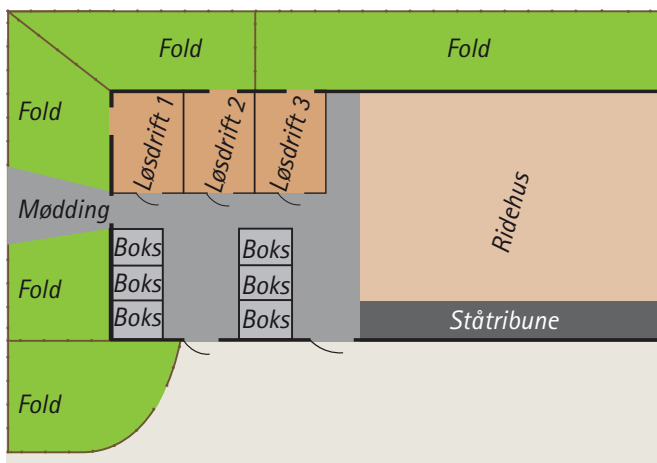 Fold
Fold
Fold
Løsdrift 1
Løsdrift 2
Løsdrift 3
Ridehus
Mødding
Boks
Boks
Boks
Boks
Boks
Boks
Fold
Ståtribune
Fold